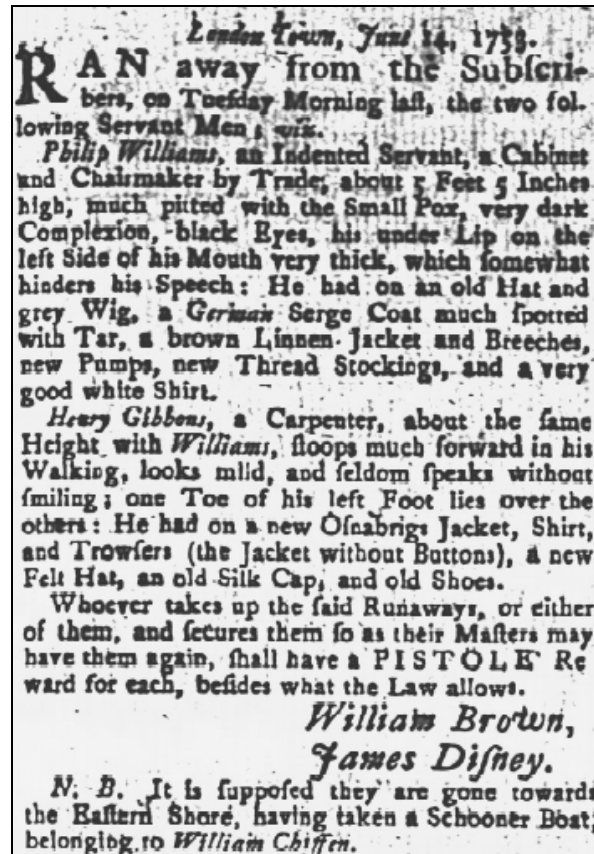 London Town, June 14, 1753.
RAN away from the Subſcri-
bers, on Tueſday Morning laſt, the two fol-
lowing Servant Men; viz.
Philip Williams, an Indented Servant, a Cabinet
and Chairmaker by Trade, about 5 Feet 5 Inches
high, much pitted with the Small Pox, very dark
Complexion, black Eyes, his under Lip on the
left Side of his Mouth very thick, which ſomewhat
hinders his Speech: He had on an old Hat and
grey Wig, a German Serge Coat much ſpotted
with Tar, a brown Linnen Jacket and Breeches,
new Pumps, new Thread Stockings, and a very
good white Shirt.
Henry Gibbons, a Carpenter, about the ſame
Height with Williams, ſtoops much forward in his
Walking, looks mild, and ſeldom ſpeaks without
ſmiling; one Toe of his left Foot lies over the
others: He had on a new Oſnabrigs Jacket, Shirt,
and Trowſers (the Jacket without Buttons), a new
Felt Hat, an old Silk Cap, and old Shoes.
Whoever takes up the ſaid Runaways, or either
of them, and ſecures them ſo as their Maſters may
have them again, ſhall have a PISTOLE Re
ward for each, beſides what the Law allows.
William Brown,
James Diſney.
N. B. It is ſuppoſed they are gone towards
the Eaſtern Shore, having taken a Schooner Boat,
belonging to William Chiffen.